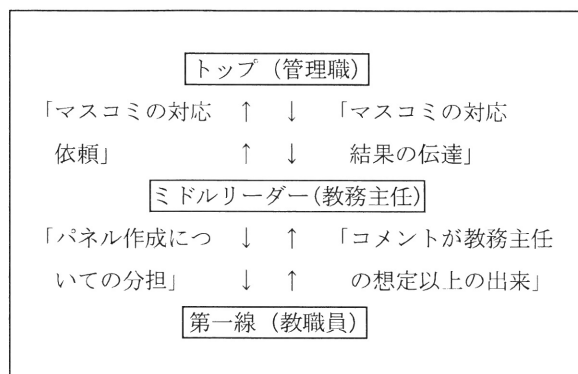 トップ（管理職）
「マスコミの対応 ↑ ↓ 「マスコミの対応
依頼」 ↑ ↓ 結果の伝達」
ミドルリーダー（教務主任）
「パネル作成につ ↓ ↑ 「コメントが教務主任
いての分担」 ↓ ↑ の想定以上の出来」
第一線（教職員）